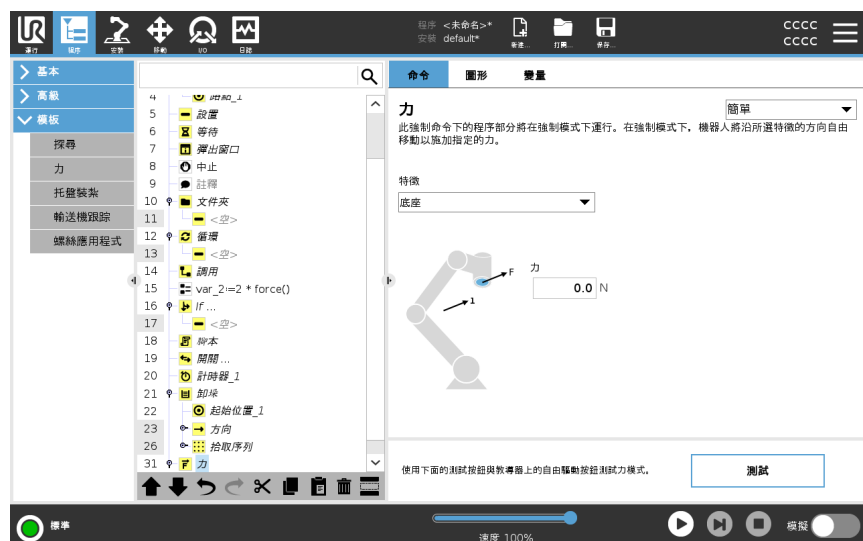 UR
運行
程序
安裝
移動
I/O
日誌
程序 <未命名>*
安裝 default*
新建...
打開...
保存...
cccc
cccc
基本
高級
模板
探尋
力
托盤裝紮
輸送機跟踪
螺絲應用程式
4 路點_1
5 設置
6 等待
7 彈出窗口
8 中止
9 註釋
10 文件夾
11 <空>
12 循環
13 <空>
14 調用
15 var_2:=2 * force()
16 If ...
17 <空>
18 腳本
19 開關 ...
20 計時器_1
21 卸垛
22 起始位置_1
23 方向
26 拾取序列
31 力
命令 圖形 變量
力
簡單
此強制命令下的程序部分將在強制模式下運行。在強制模式下, 機器人將沿所選特徵的方向自由
移動以施加指定的力。
特徵
底座
F
1
力
0.0 N
使用下面的測試按鈕與教導器上的自由驅動按鈕測試力模式。
測試
標準
速度 100%
模擬